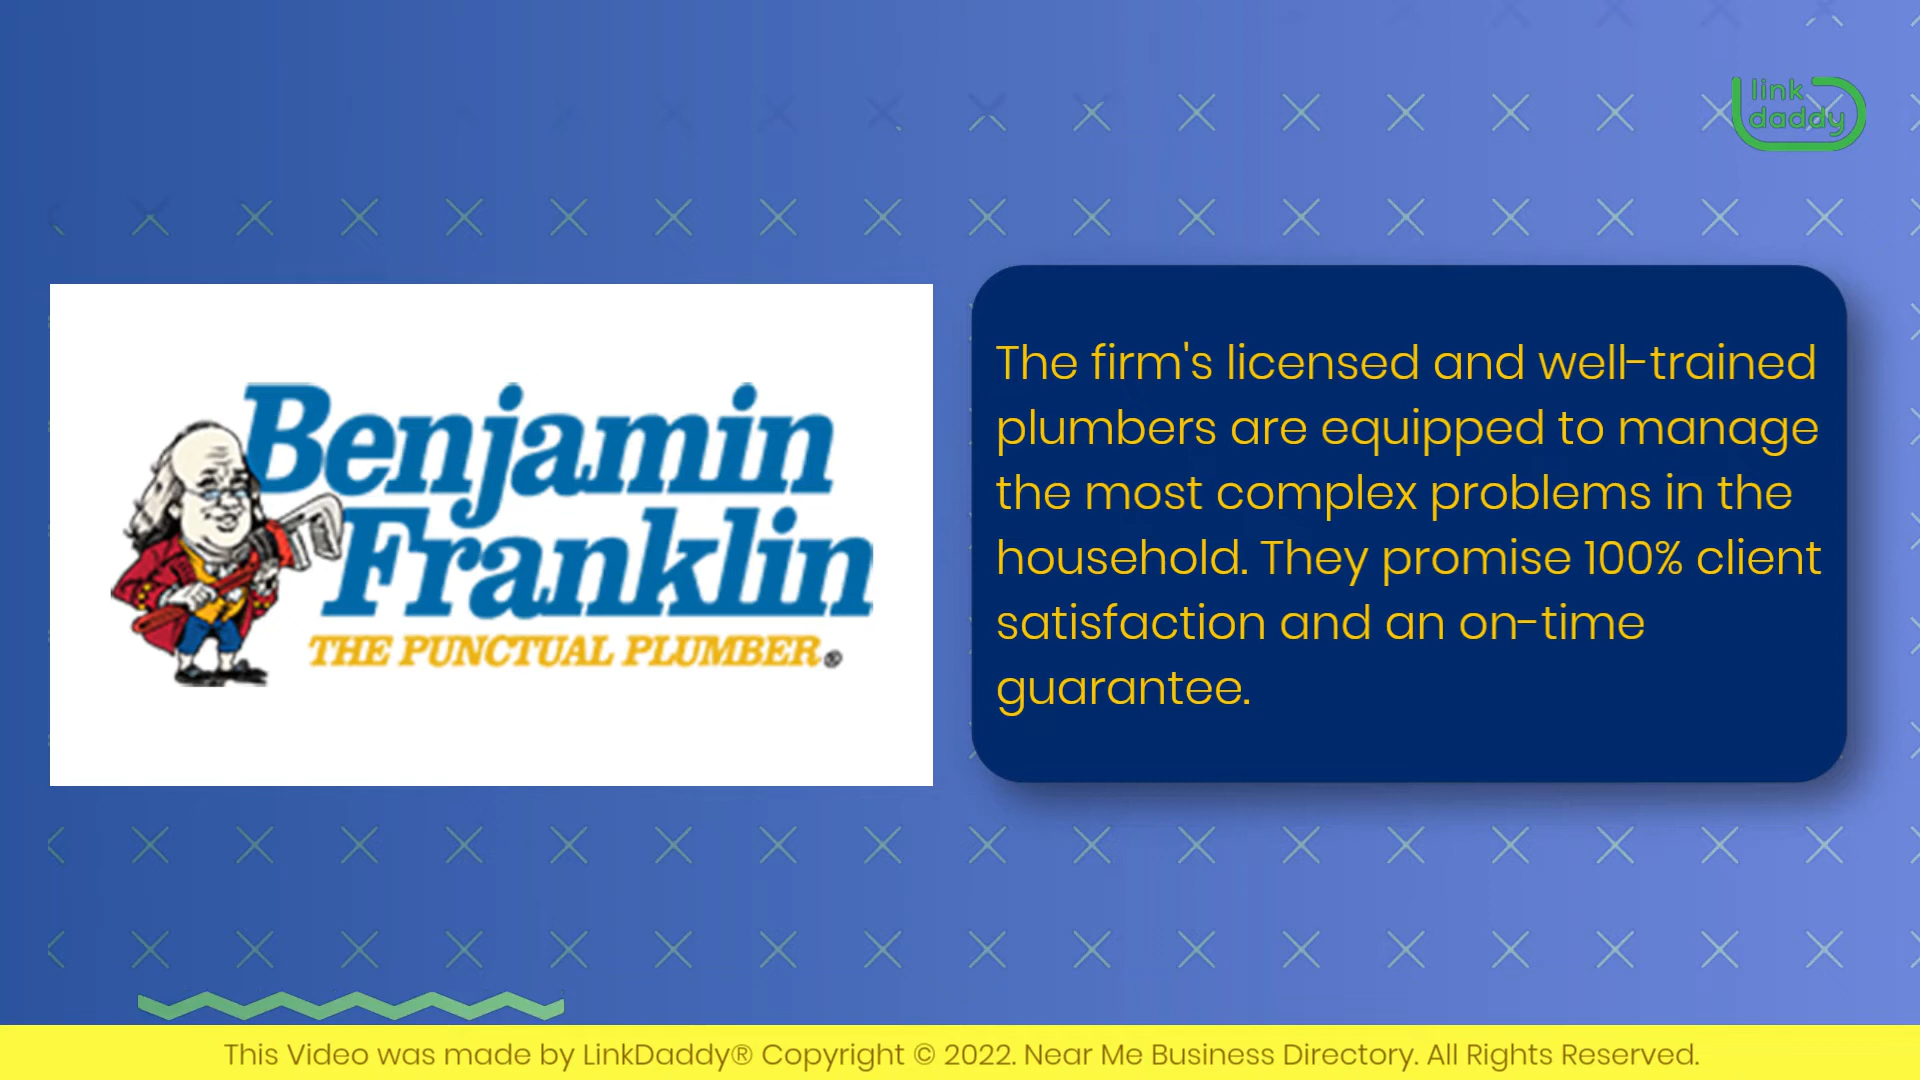 link
daddy
Benjamin
Franklin
THE PUNCTUAL PLUMBER®
The firm's licensed and well-trained
plumbers are equipped to manage
the most complex problems in the
household. They promise 100% client
satisfaction and an on-time
guarantee.
This Video was made by LinkDaddy® Copyright © 2022. Near Me Business Directory. All Rights Reserved.